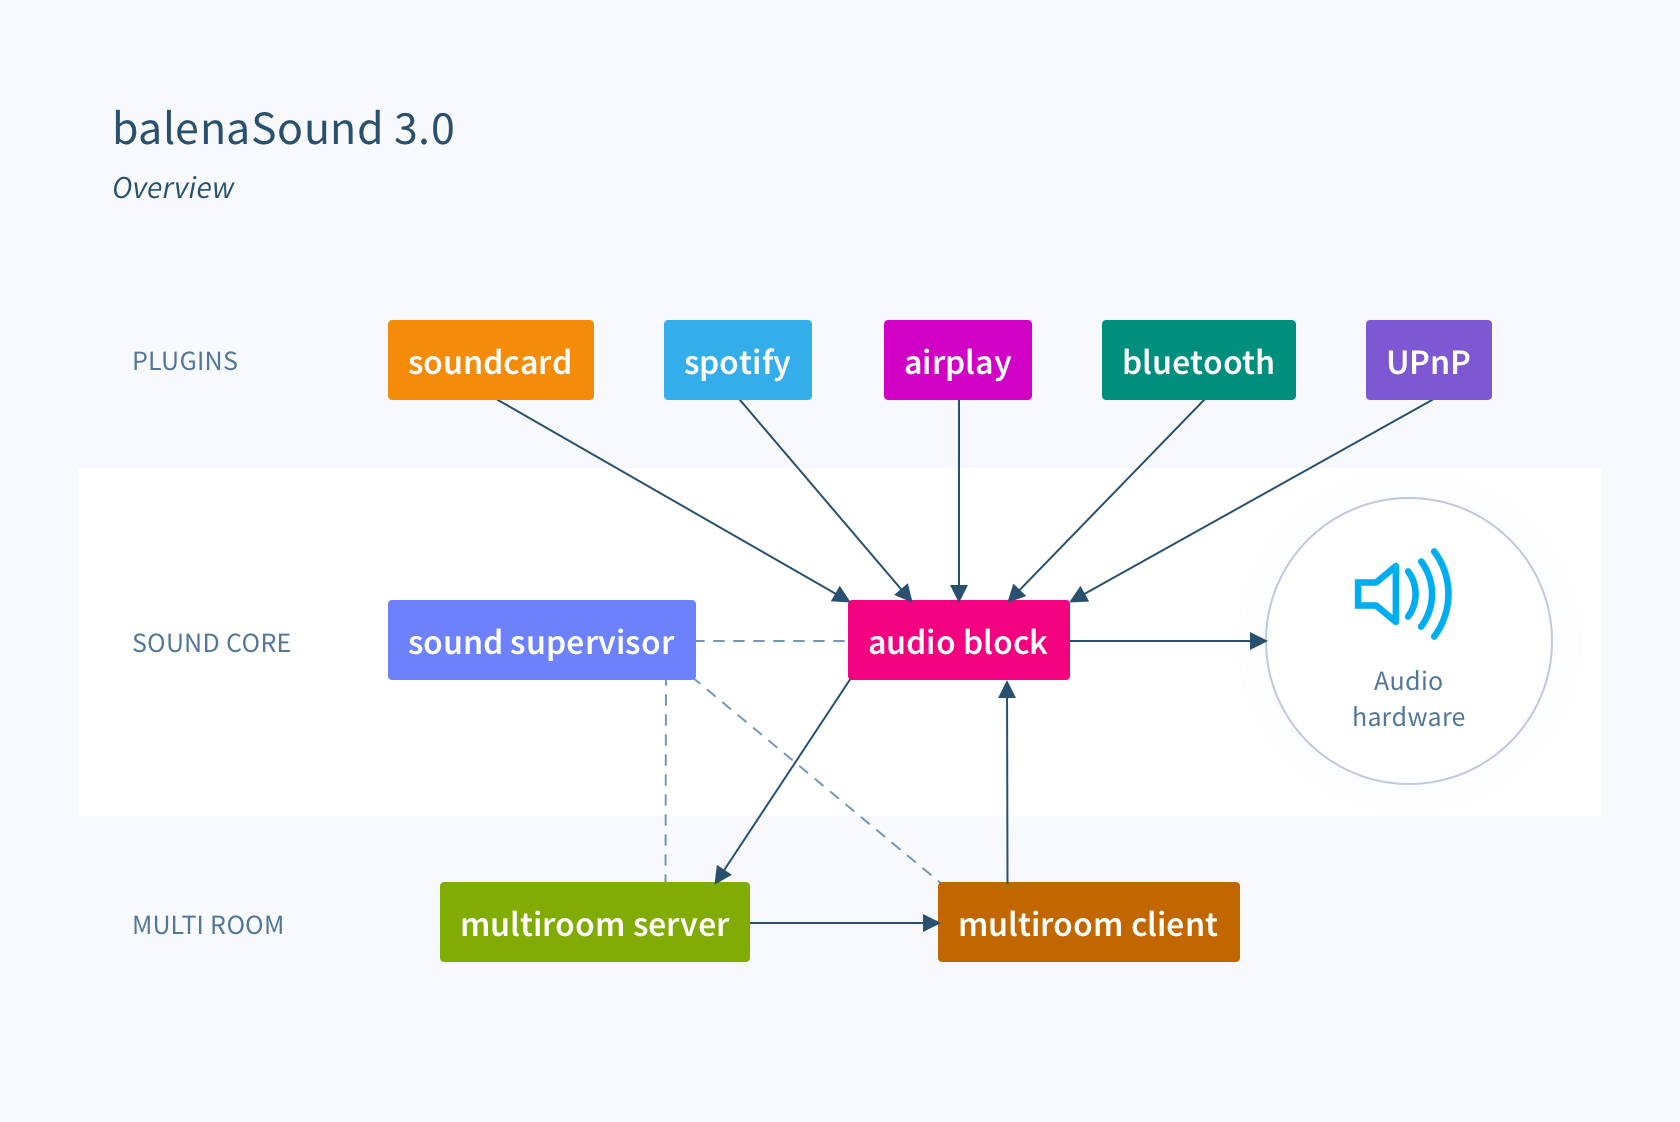 balenaSound 3.0
Overview
PLUGINS
soundcard
spotify
airplay
bluetooth
UPnP
SOUND CORE
sound supervisor
audio block
Audio
hardware
MULTI ROOM
multiroom server
multiroom client